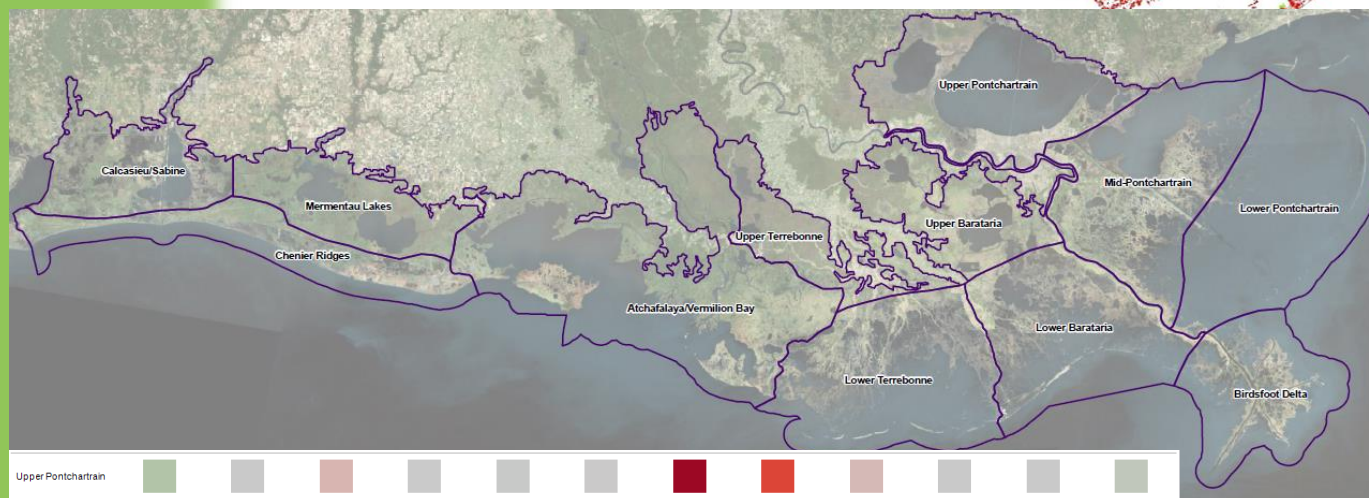 Upper Pontchartrain
Calcasieu/Sabine
Mid-Pontchartrain
Mermentau Lakes
Lower Pontchartrain
Upper Barataria
Upper Terrebonne
Chenier Ridges
Atchafalaya/Vermilion Bay
Lower Barataria
Lower Terrebonne
Birdsfoot Delta
Upper Pontchartrain